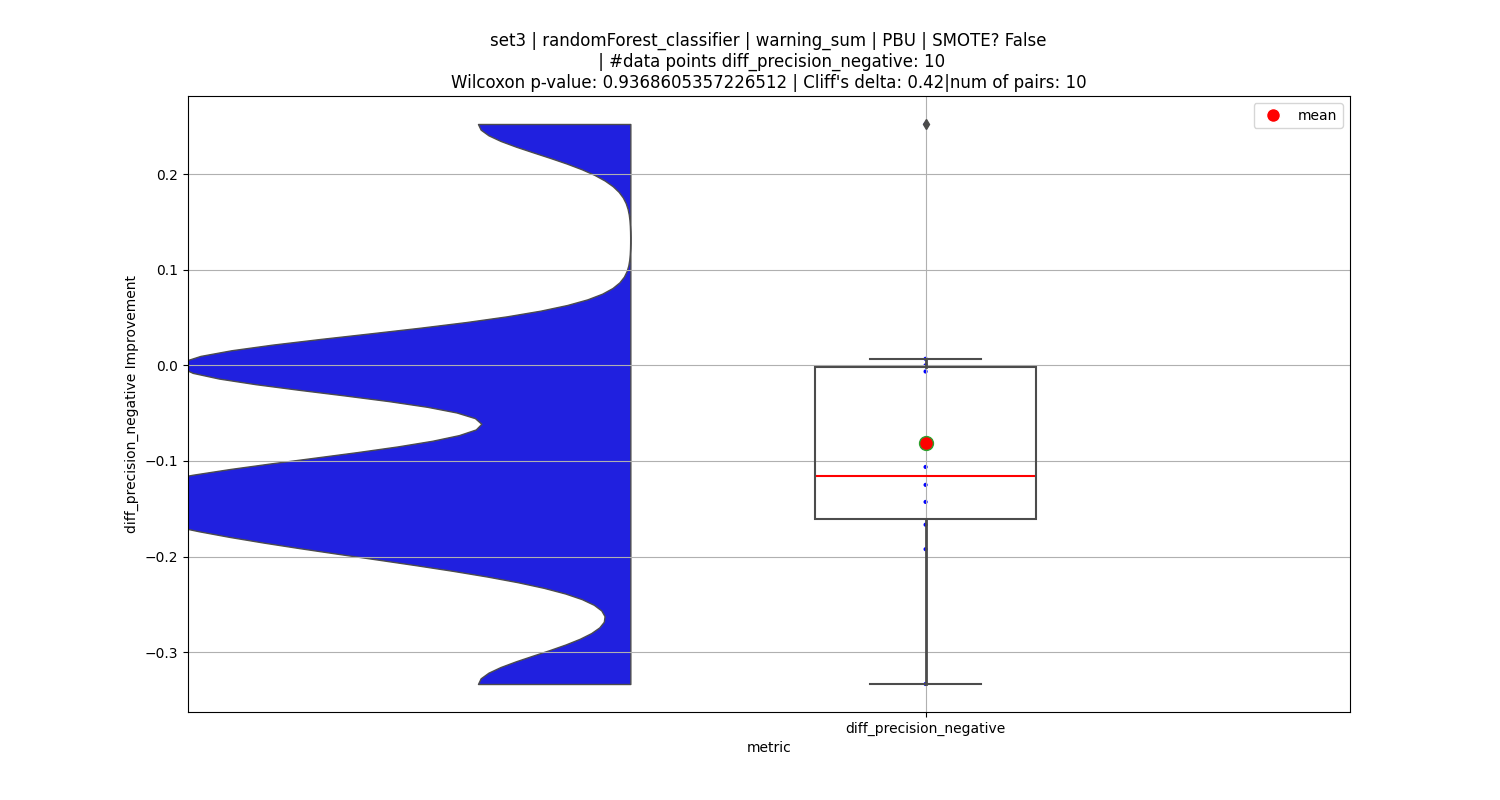 set3 | randomForest_classifier | warning_sum | PBU | SMOTE? False
| #data points diff_precision_negative: 10
Wilcoxon p-value: 0.9368605357226512 | Cliff's delta: 0.42|num of pairs: 10
mean
diff_precision_negative Improvement
0.2
0.1
0.0
−0.1
−0.2
−0.3
diff_precision_negative
metric